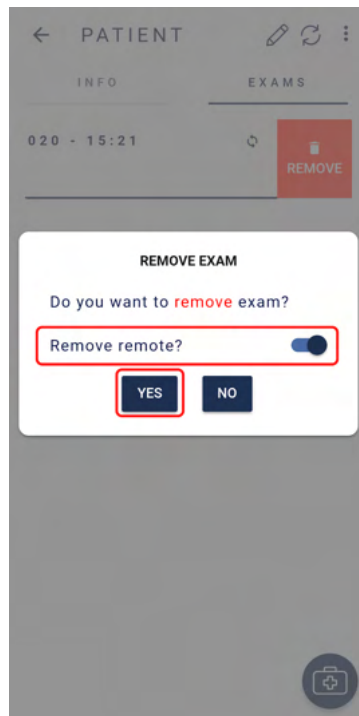 PATIENT
INFO EXAMS
020 - 15:21
REMOVE
REMOVE EXAM
Do you want to remove exam?
Remove remote?
YES NO